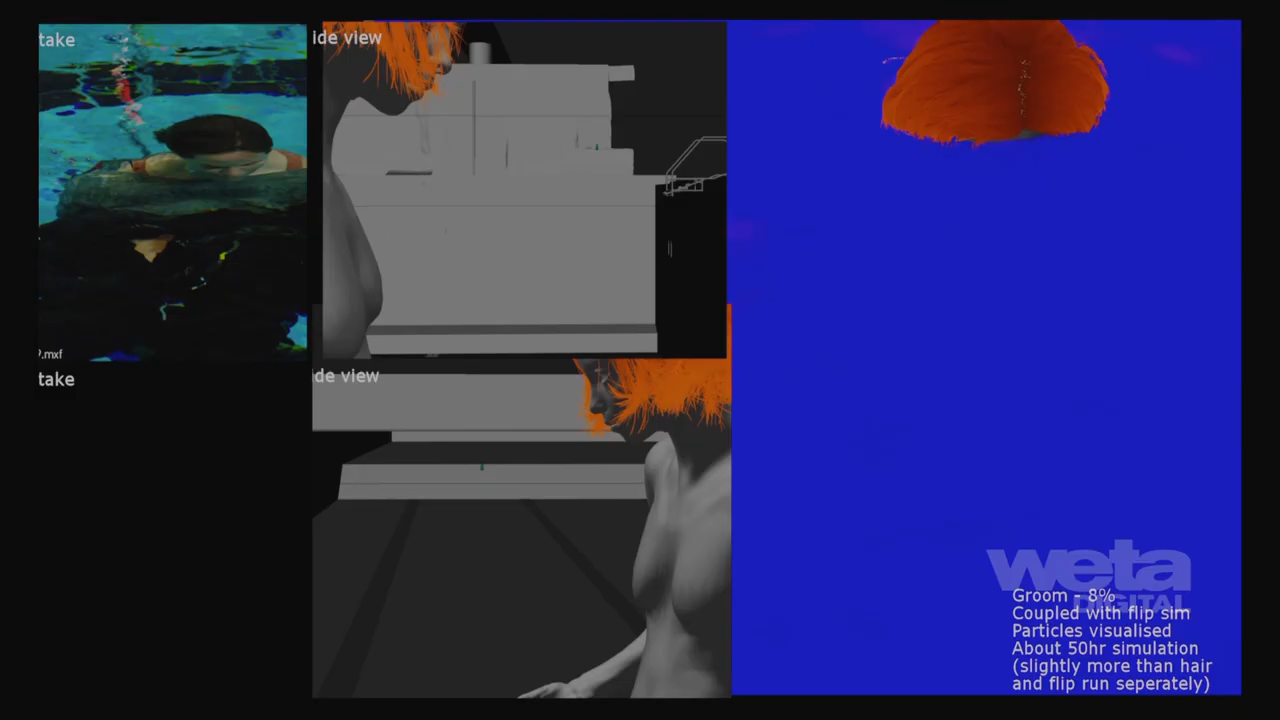 take
ide view
?.mxf
take
ide view
weta
DIGITAL
Groom - 8%
Coupled with flip sim
Particles visualised
About 50hr simulation
(slightly more than hair
and flip run seperately)